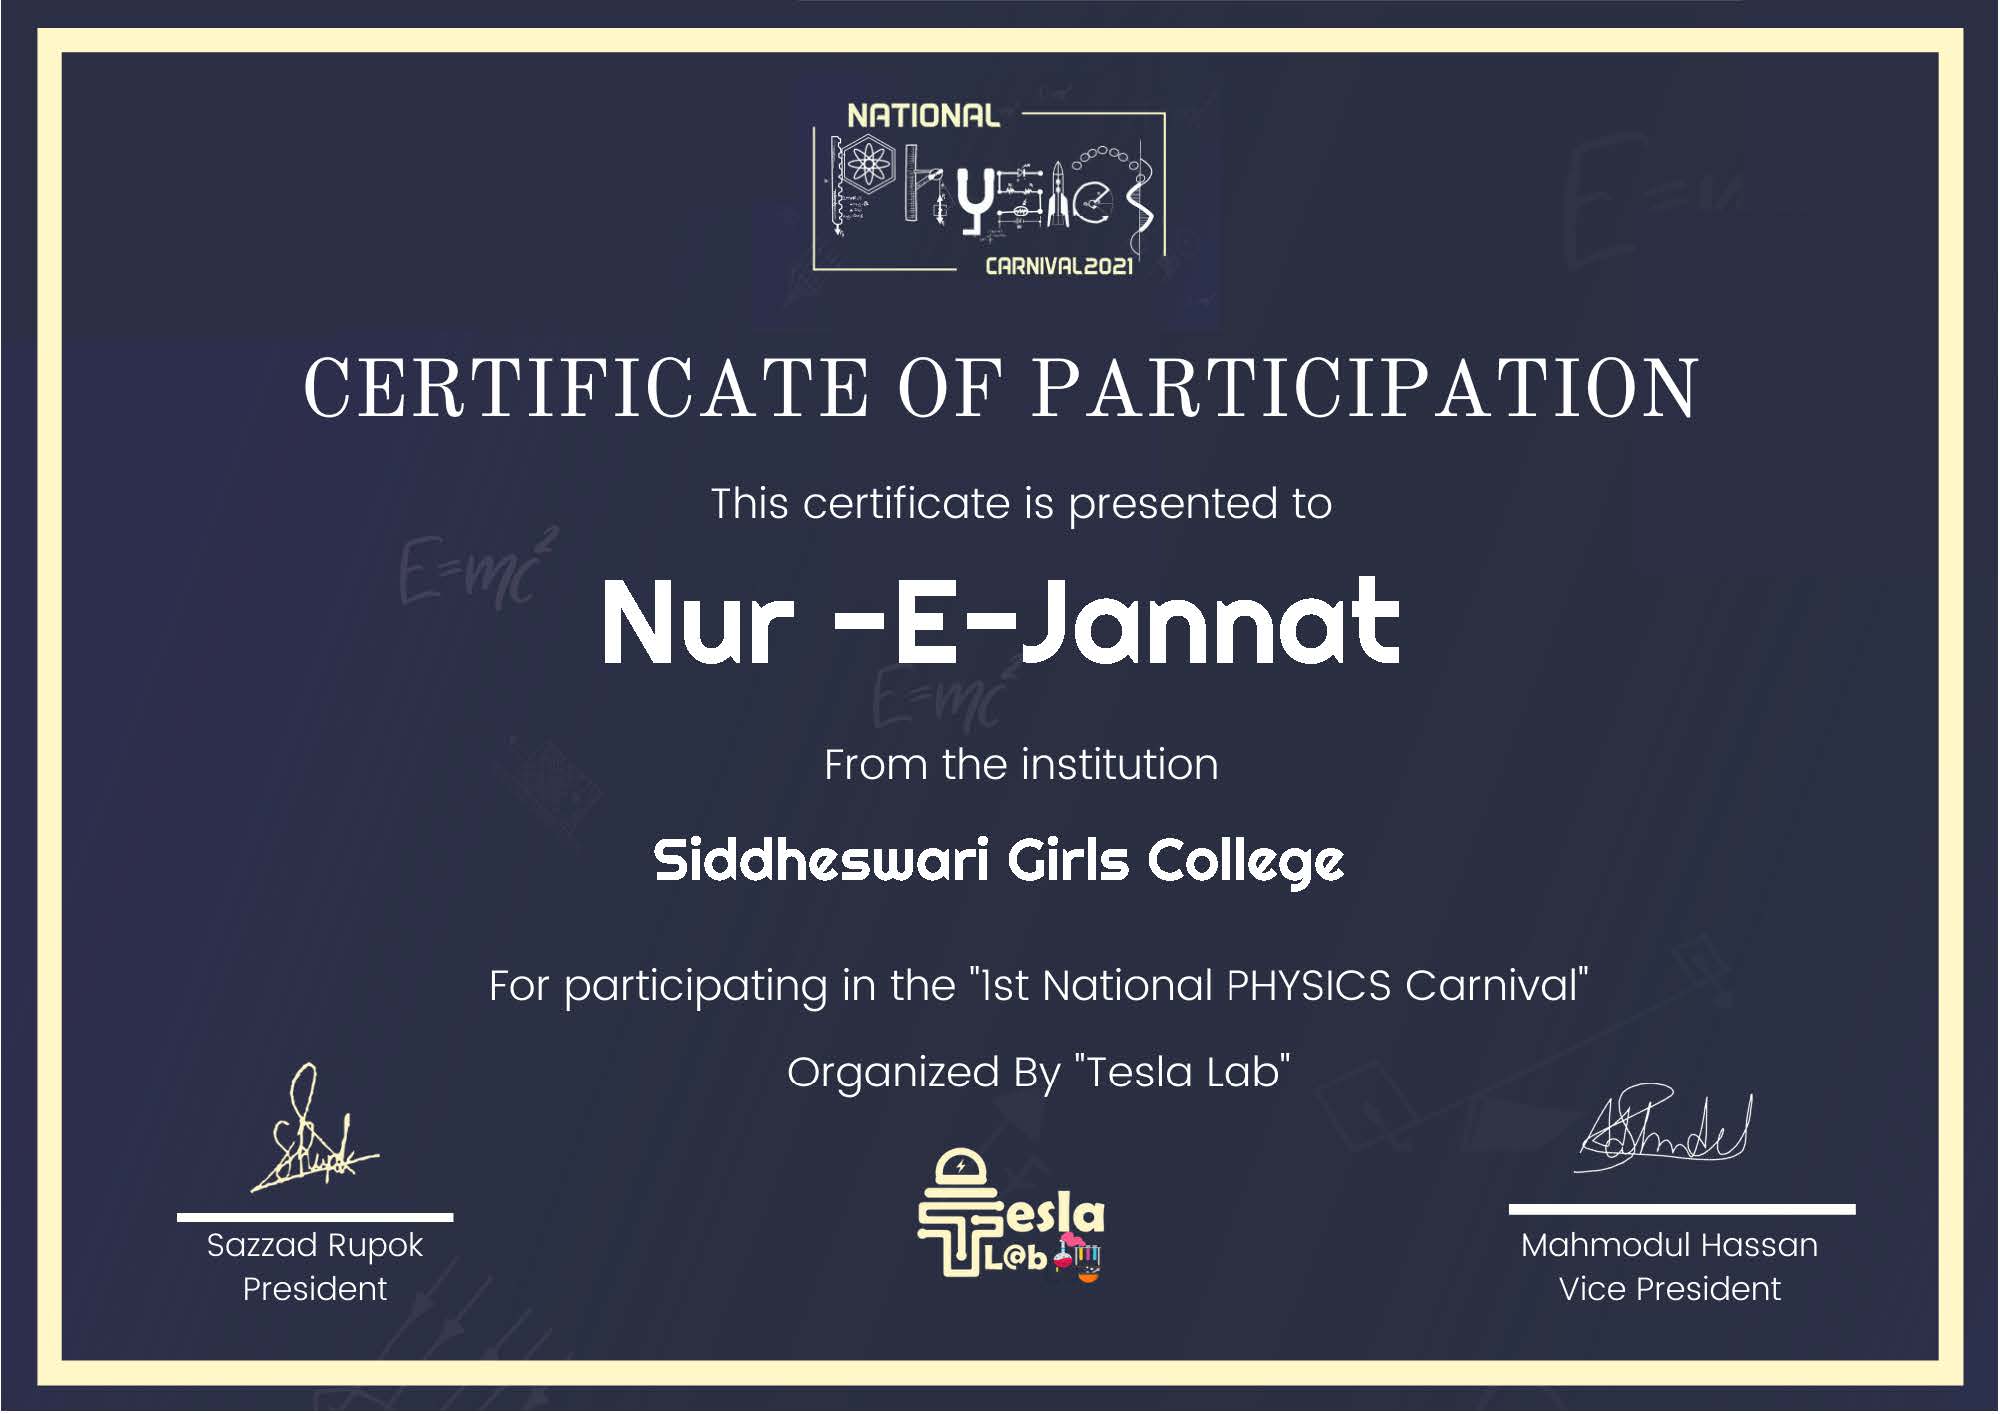 NATIONAL
Physics
CARNIVAL2021
CERTIFICATE OF PARTICIPATION
This certificate is presented to
E=mc²
Nur -E-Jannat
E=mc²
From the institution
Siddheswari Girls College
For participating in the "1st National PHYSICS Carnival"
Organized By "Tesla Lab"
Tesla
L@b
Sazzad Rupok
President
Mahmodul Hassan
Vice President